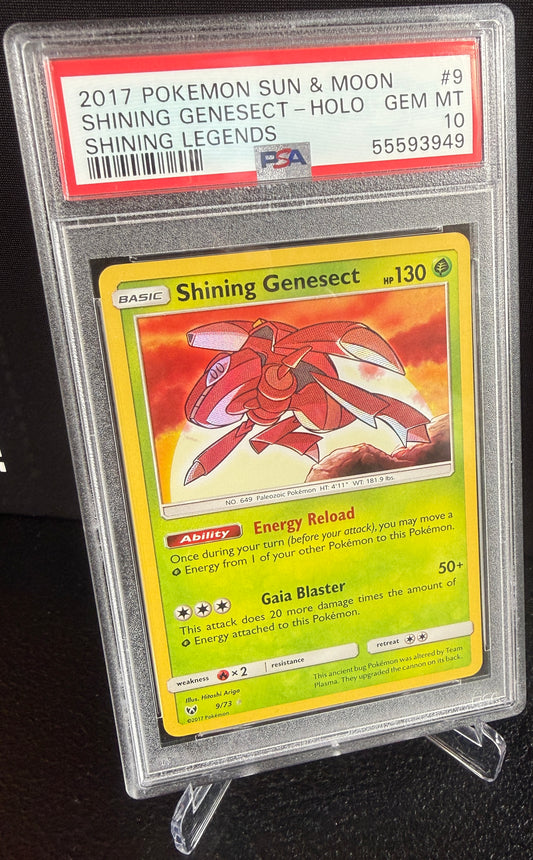 2017 POKEMON SUN & MOON #9
SHINING GENESECT-HOLO GEM MT
SHINING LEGENDS 10
PSA 55593949
BASIC Shining Genesect HP 130
NO. 649 Paleozoic Pokémon HT: 4'11" WT: 181.9 lbs.
Ability Energy Reload
Once during your turn (before your attack), you may move a
Energy from 1 of your other Pokémon to this Pokémon.
Gaia Blaster 50+
This attack does 20 more damage times the amount of
Energy attached to this Pokémon.
weakness ×2 resistance retreat
This ancient bug Pokémon was altered by Team
Plasma. They upgraded the cannon on its back.
Illus. Hitoshi Ariga
9/73
©2017 Pokémon